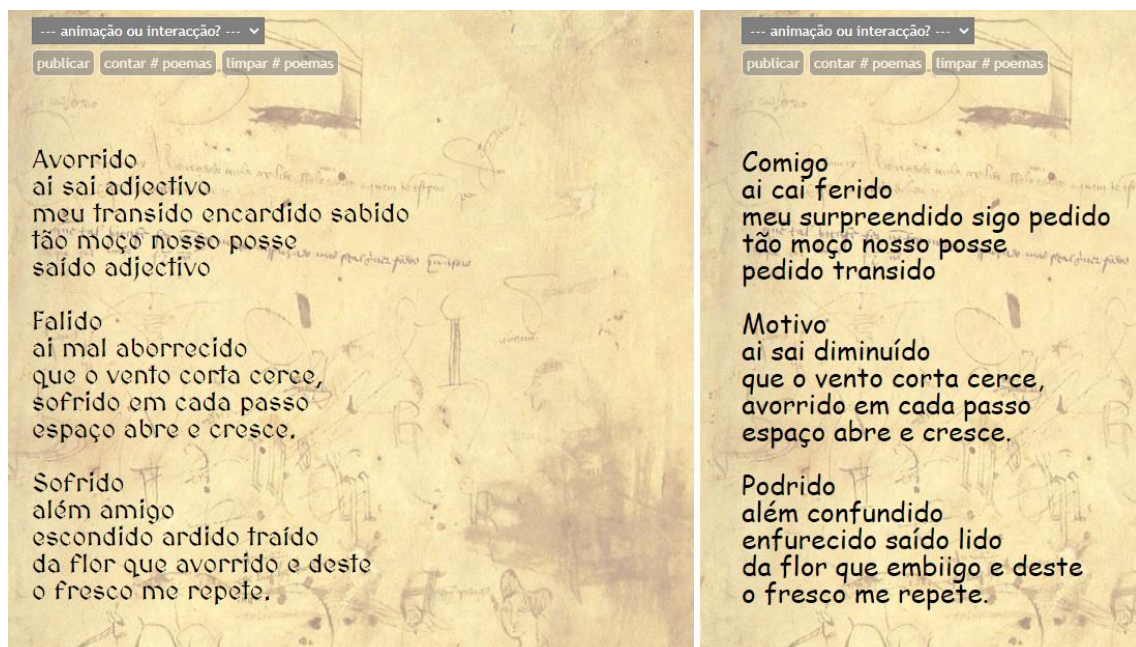 --- animação ou interacção? ---
publicar
contar # poemas
limpar # poemas
Avorrido
ai sai adjectivo
meu transido encardido sabido
tão moço nosso posse
saído adjectivo
Falido
ai mal aborrecido
que o vento corta cerce,
sofrido em cada passo
espaço abre e cresce.
Sofrido
além amigo
escondido ardido traído
da flor que avorrido e deste
o fresco me repete.
--- animação ou interacção? ---
publicar
contar # poemas
limpar # poemas
Comigo
ai cai ferido
meu surpreendido sigo pedido
tão moço nosso posse
pedido transido
Motivo
ai sai diminuído
que o vento corta cerce,
avorrido em cada passo
espaço abre e cresce.
Podrido
além confundido
enfurecido saído lido
da flor que embiigo e deste
o fresco me repete.